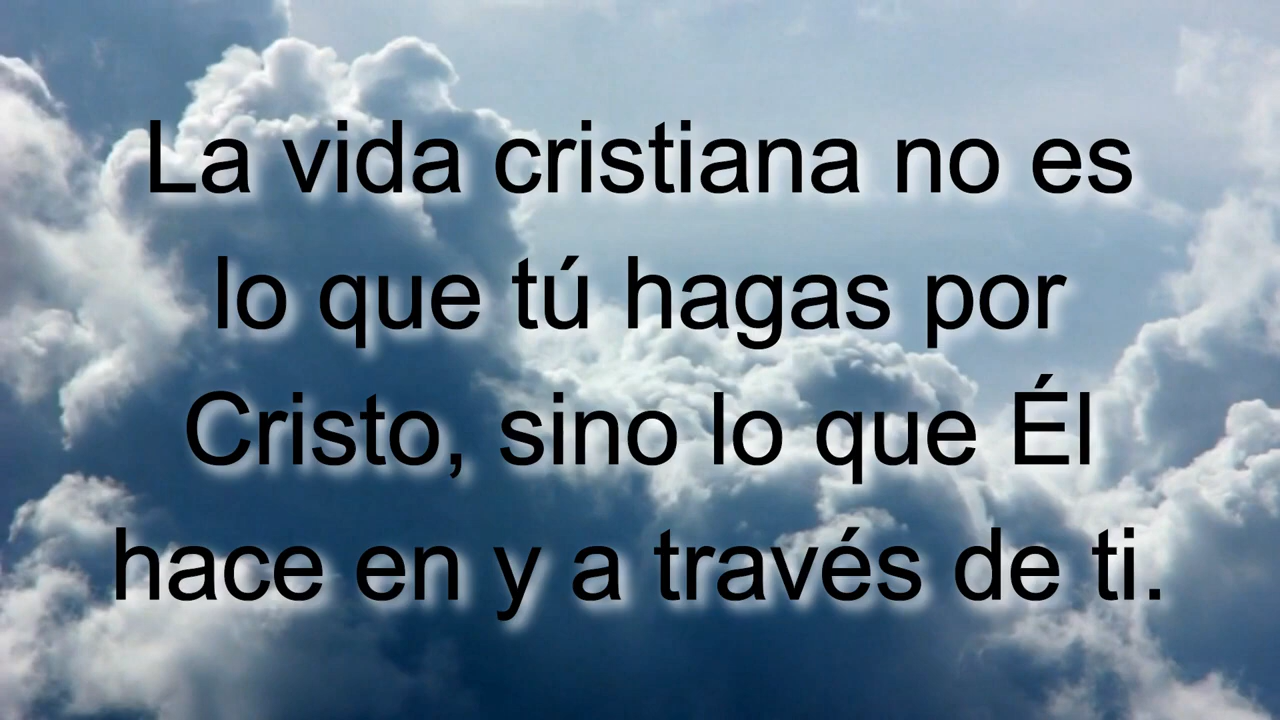 La vida cristiana no es
lo que tú hagas por
Cristo, sino lo que Él
hace en y a través de ti.